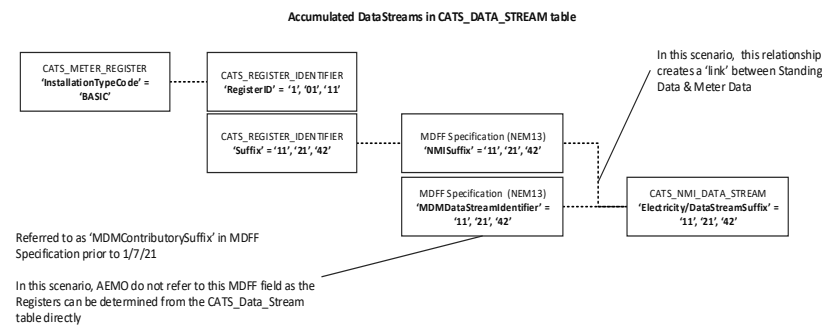 Accumulated DataStreams in CATS_DATA_STREAM table
In this scenario, this relationship
creates a ‘link’ between Standing
Data & Meter Data
CATS_METER_REGISTER
‘InstallationTypeCode’ =
‘BASIC’
CATS_REGISTER_IDENTIFIER
‘RegisterID’ = ‘1’, ‘01’, ‘11’
CATS_REGISTER_IDENTIFIER
‘Suffix’ = ‘11’, ‘21’, ‘42’
MDFF Specification (NEM13)
‘NMISuffix’ = ‘11’, ‘21’, ‘42’
MDFF Specification (NEM13)
‘MDMDataStreamIdentifier’ =
‘11’, ‘21’, ‘42’
CATS_NMI_DATA_STREAM
‘Electricity/DataStreamSuffix’ =
‘11’, ‘21’, ‘42’
Referred to as ‘MDMContributorySuffix’ in MDFF
Specification prior to 1/7/21
In this scenario, AEMO do not refer to this MDFF field as the
Registers can be determined from the CATS_Data_Stream
table directly